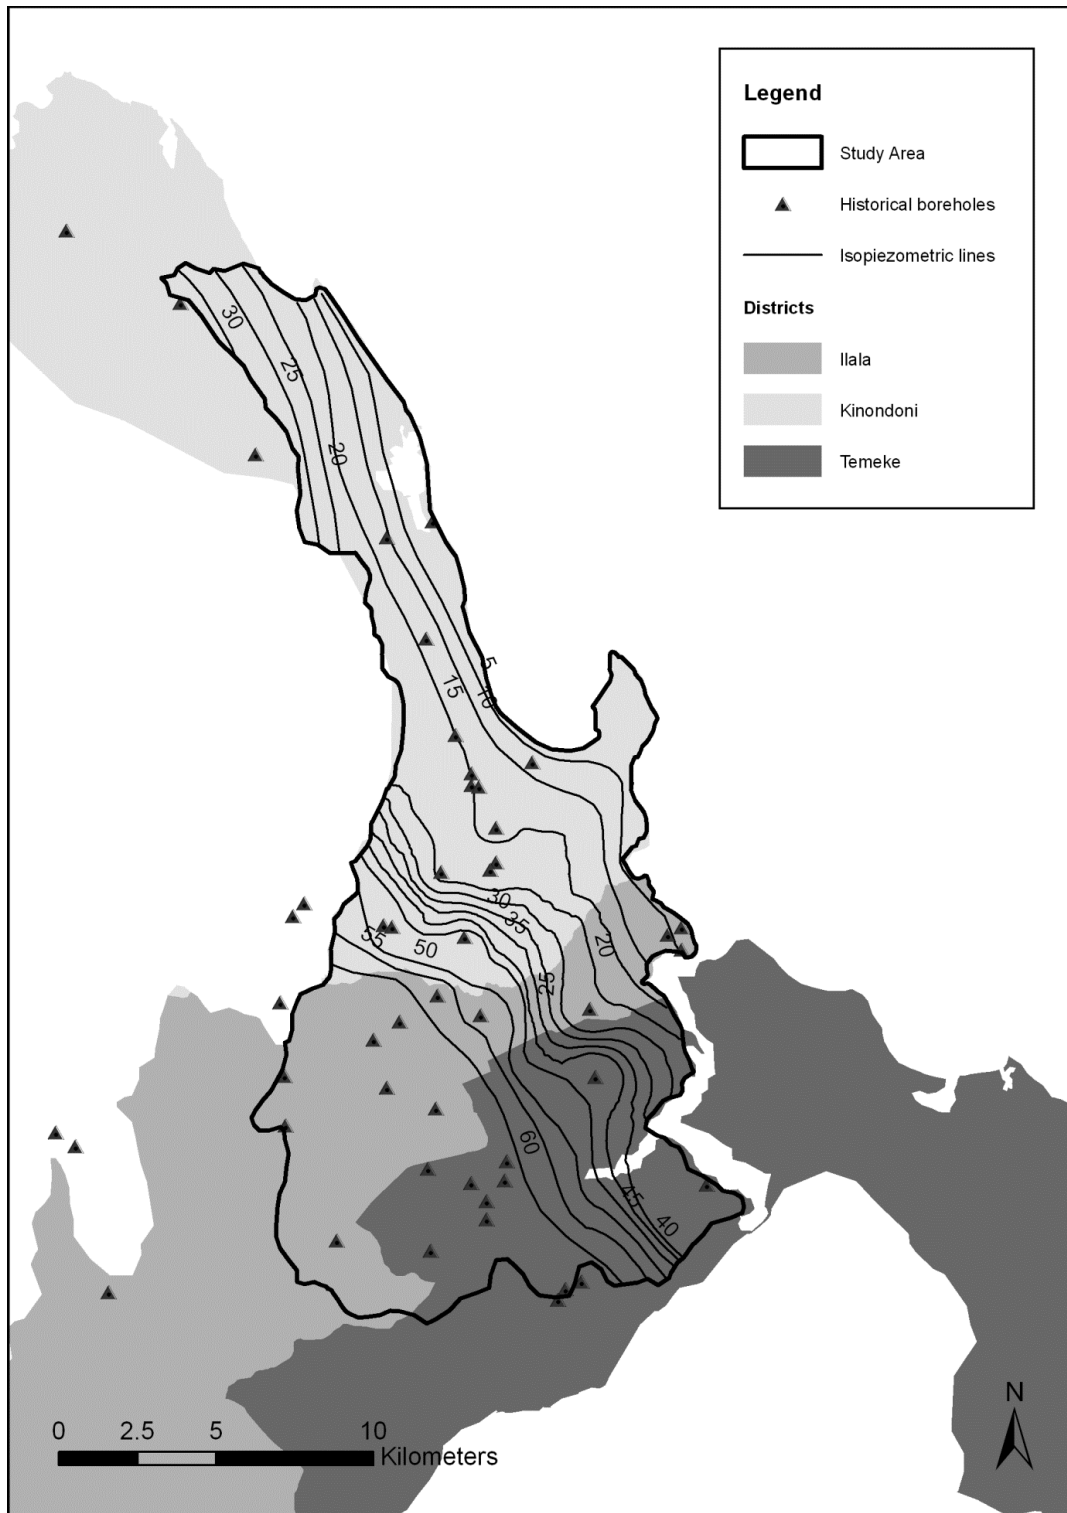 Legend
Study Area
Historical boreholes
Isopiezometric lines
Districts
Ilala
Kinondoni
Temeke
30
25
20
5
15
10
30
35
55
50
20
25
60
45
40
N
0 2.5 5 10
Kilometers